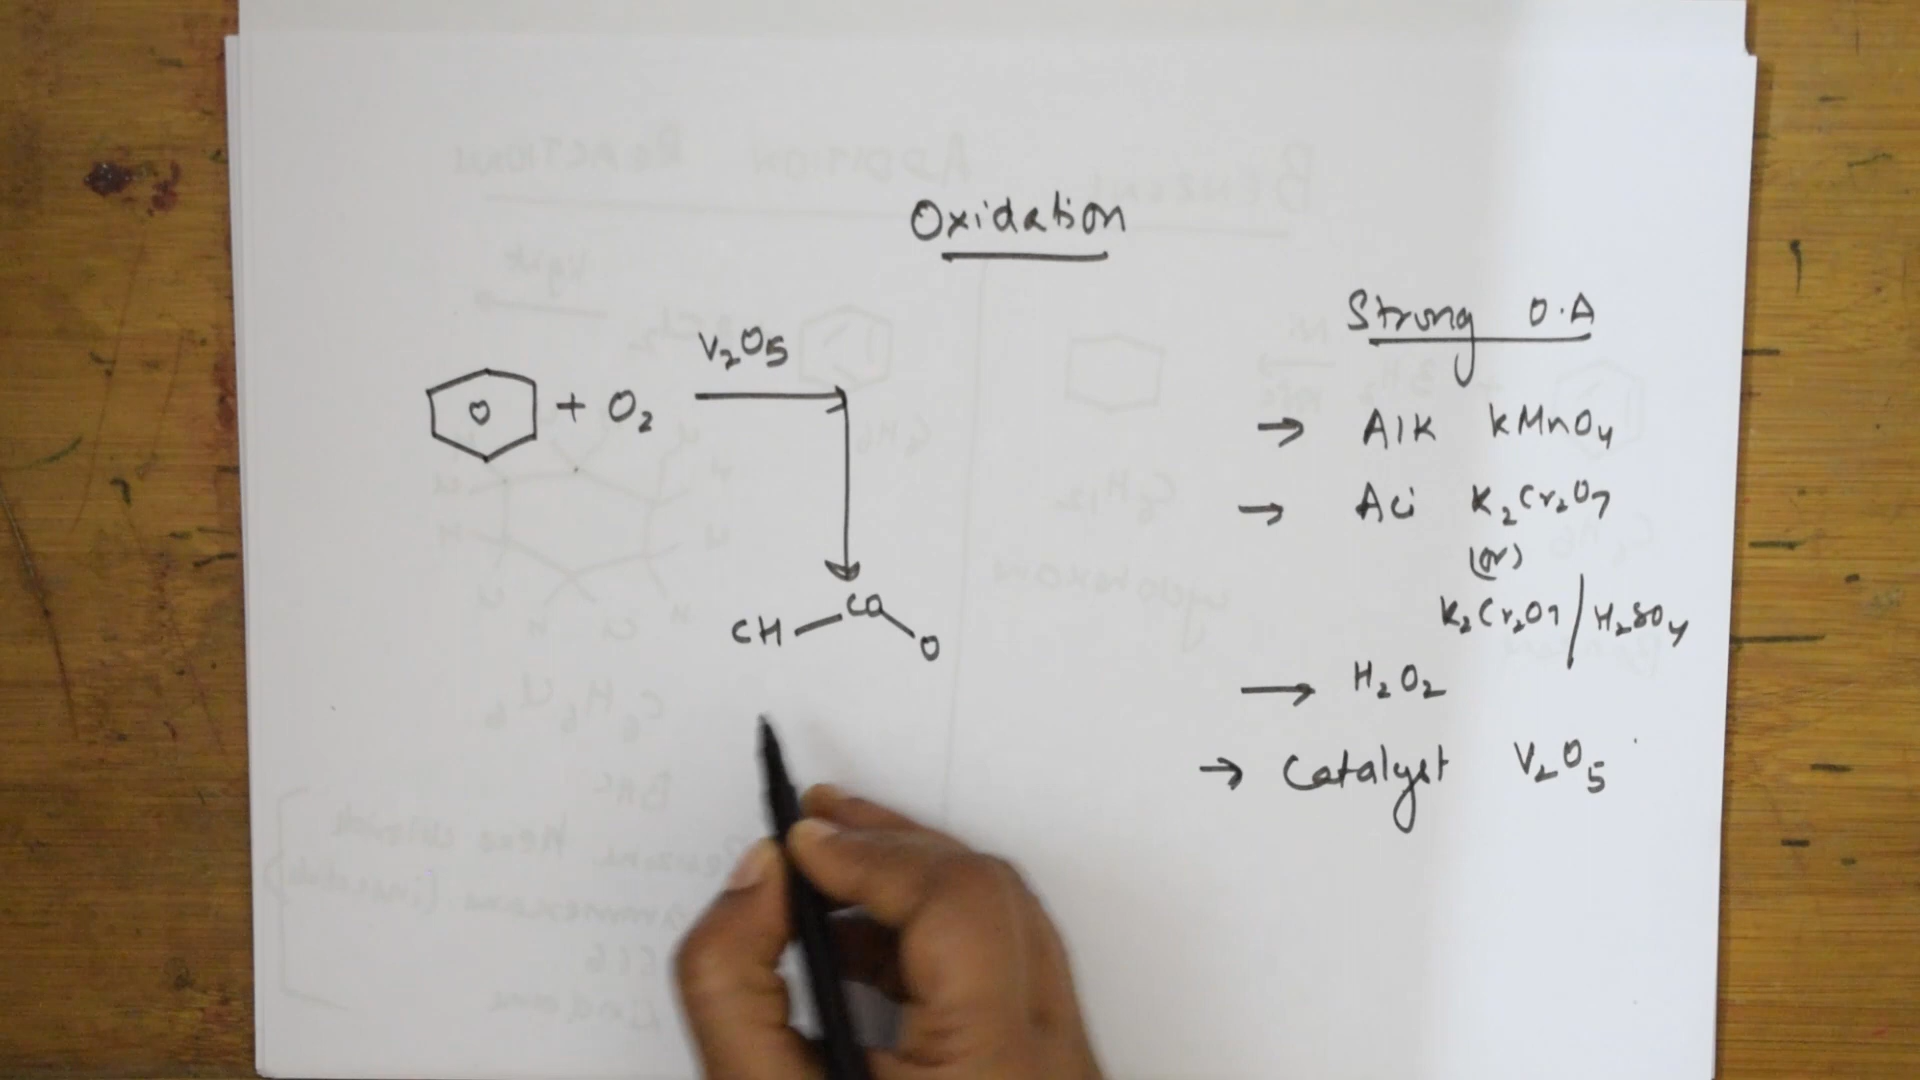 Oxidation
V₂O₅
+ O₂
CH CO
O
Strong O.A
→ Alk KMnO₄
→ Aci K₂Cr₂O₇
(or)
K₂Cr₂O₇ / H₂SO₄
→ H₂O₂
→ Catalyst V₂O₅